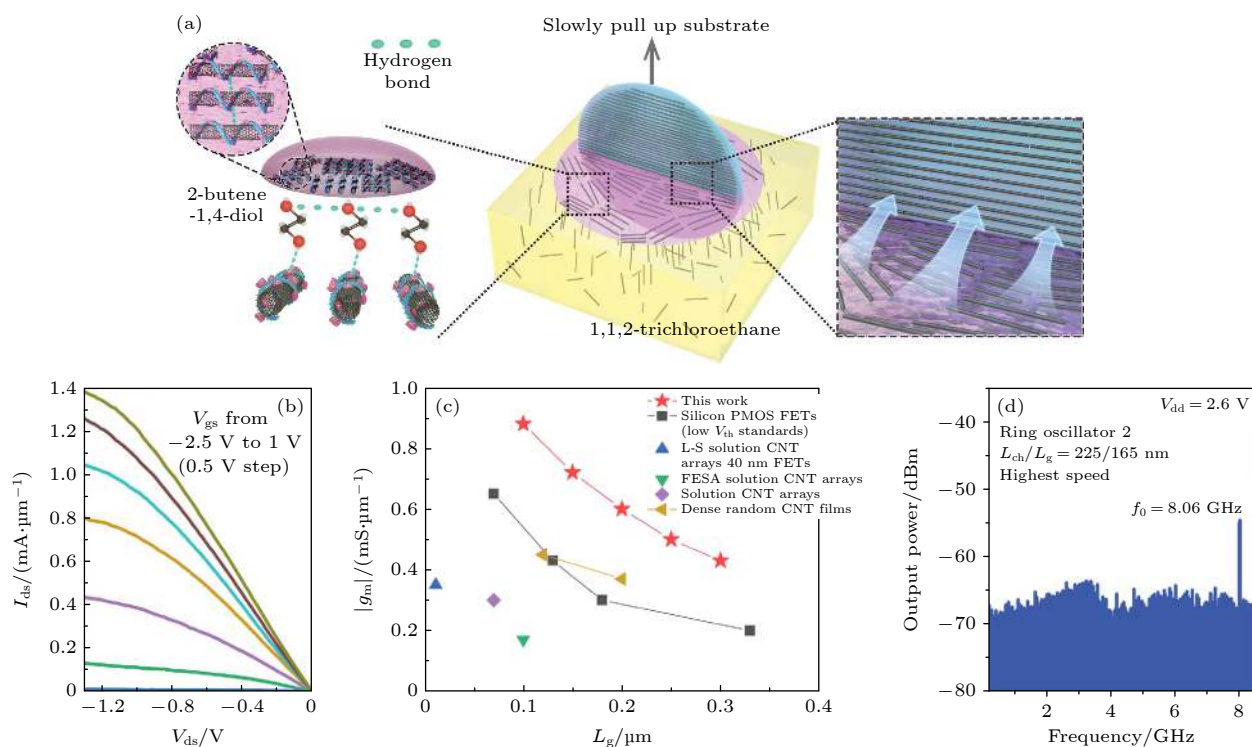 (a)
Slowly pull up substrate
Hydrogen
bond
2-butene
-1,4-diol
1,1,2-trichloroethane
1.4
1.2
1.0
0.8
0.6
0.4
0.2
0
−1.2
−0.8
−0.4
0
Ids/(mA·μm−1)
Vds/V
(b)
Vgs from
−2.5 V to 1 V
(0.5 V step)
1.0
0.8
0.6
0.4
0.2
0
0
0.1
0.2
0.3
0.4
|gm|/(mS·μm−1)
Lg/μm
(c)
This work
Silicon PMOS FETs
(low Vth standards)
L-S solution CNT
arrays 40 nm FETs
FESA solution CNT arrays
Solution CNT arrays
Dense random CNT films
−40
−50
−60
−70
−80
2
4
6
8
Output power/dBm
Frequency/GHz
(d)
Vdd = 2.6 V
Ring oscillator 2
Lch/Lg = 225/165 nm
Highest speed
f0 = 8.06 GHz